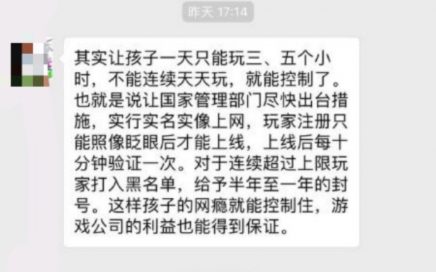 昨天 17:14
其实让孩子一天只能玩三、五个小
时，不能连续天天玩，就能控制了。
也就是说让国家管理部门尽快出台措
施，实行实名实像上网，玩家注册只
能照像眨眼后才能上线，上线后每十
分钟验证一次。对于连续超过上限玩
家打入黑名单，给予半年至一年的封
号。这样孩子的网瘾就能控制住，游
戏公司的利益也能得到保证。